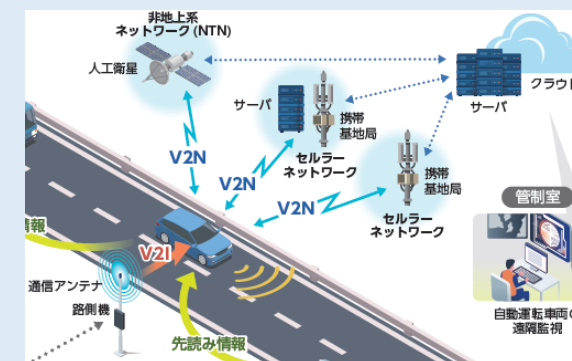 非地上系
ネットワーク(NTN)
人工衛星
サーバ
携帯
基地局
セルラー
ネットワーク
サーバ
クラウド
V2N
V2N
V2N
携帯
基地局
セルラー
ネットワーク
管制室
自動運転車両の
遠隔監視
情報
V2I
通信アンテナ
路側機
先読み情報